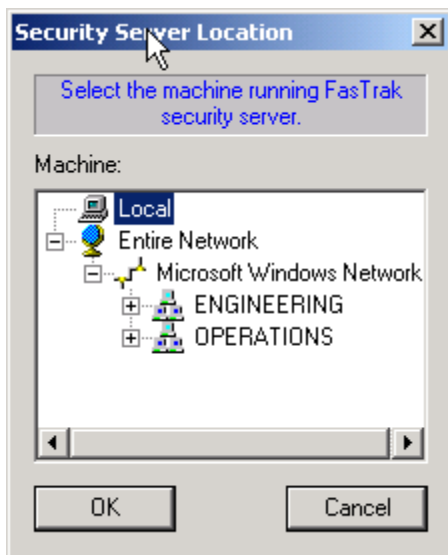 Security Server Location
Select the machine running FasTrak
security server.
Machine:
Local
Entire Network
Microsoft Windows Network
ENGINEERING
OPERATIONS
OK
Cancel